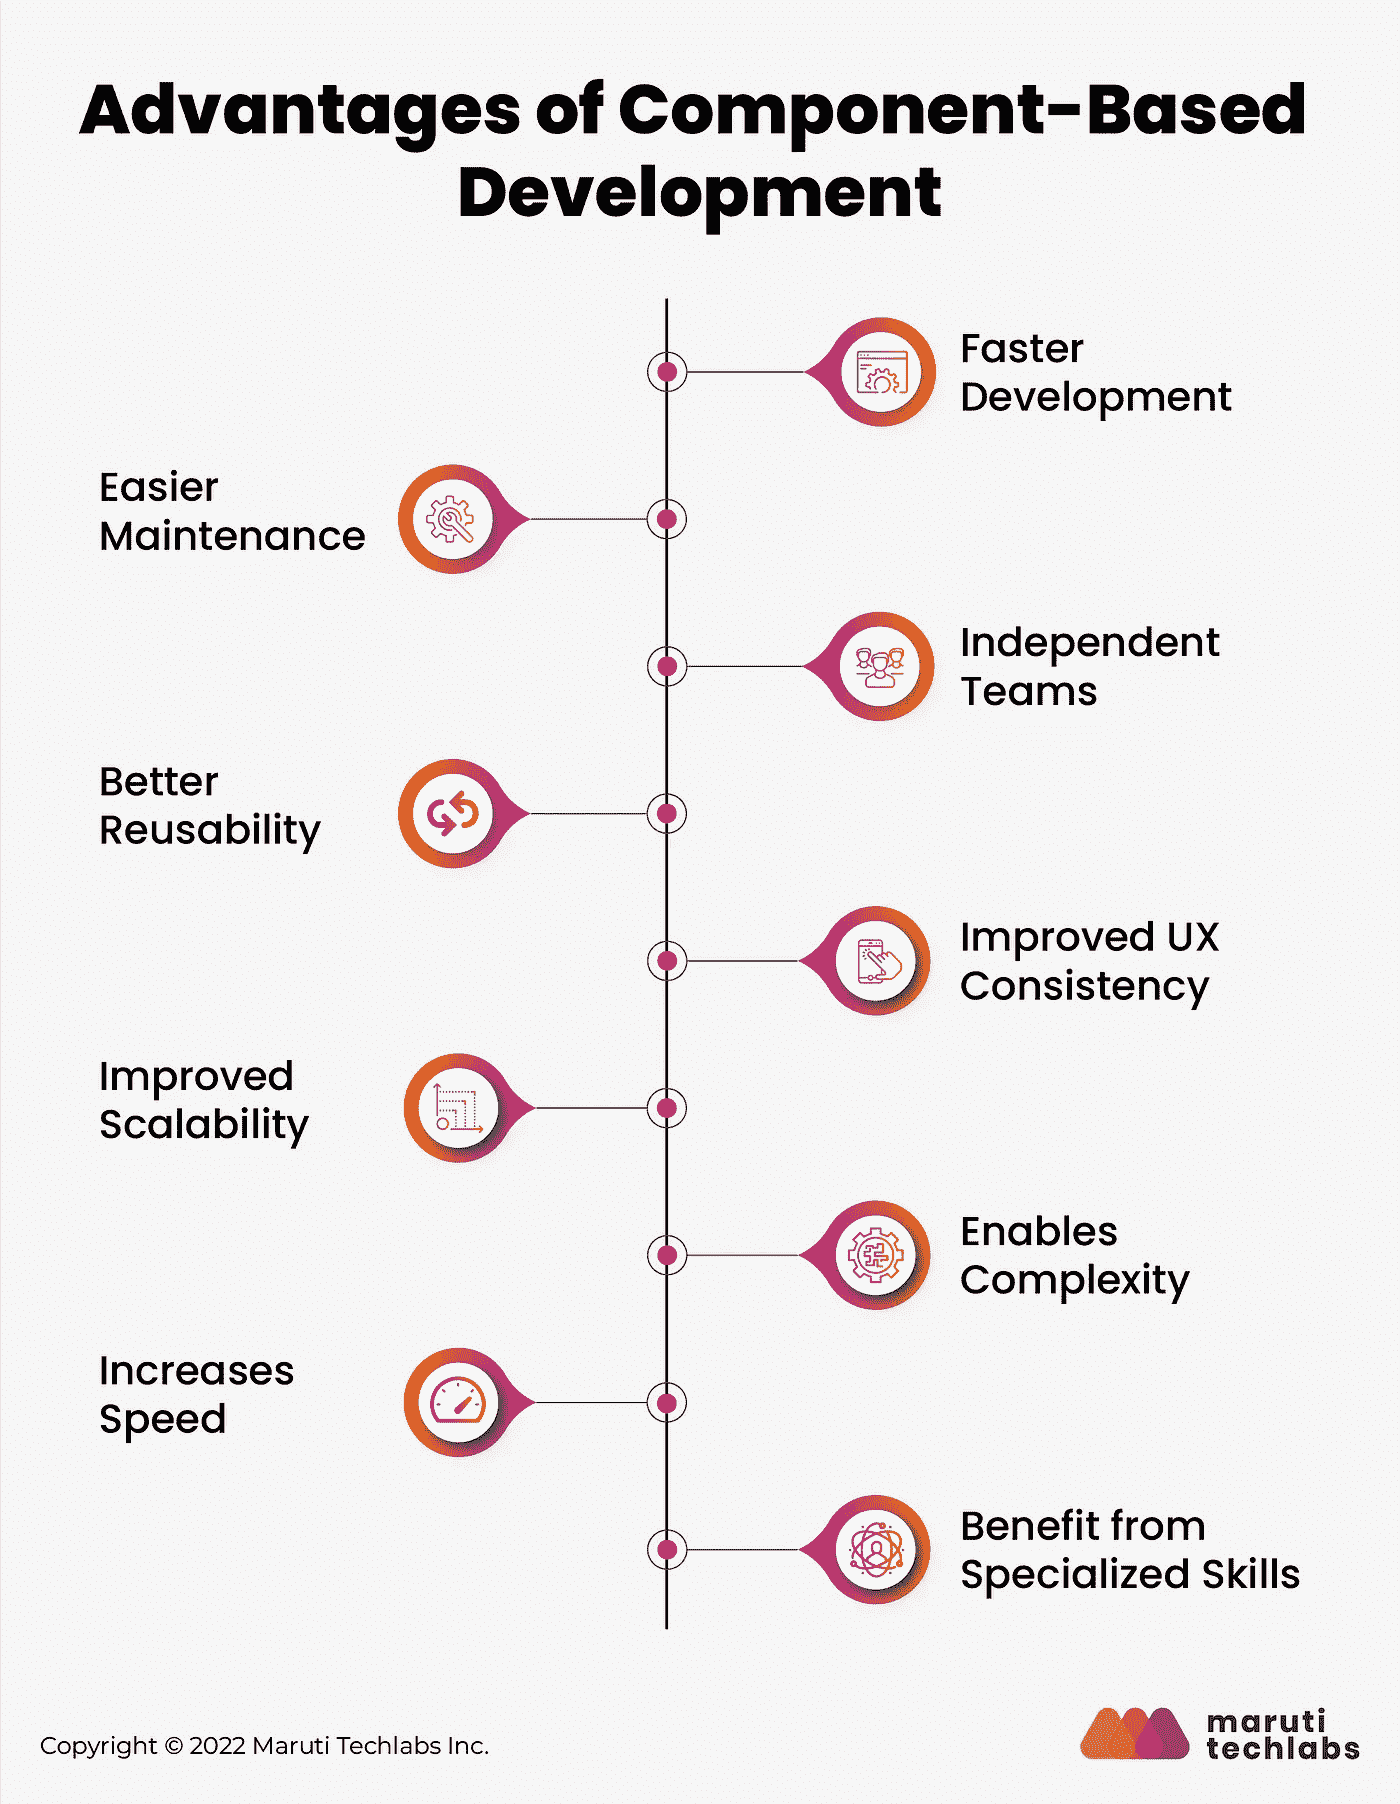 Advantages of Component-Based
Development
Faster
Development
Easier
Maintenance
Independent
Teams
Better
Reusability
Improved UX
Consistency
Improved
Scalability
Enables
Complexity
Increases
Speed
Benefit from
Specialized Skills
Copyright © 2022 Maruti Techlabs Inc.
maruti
techlabs